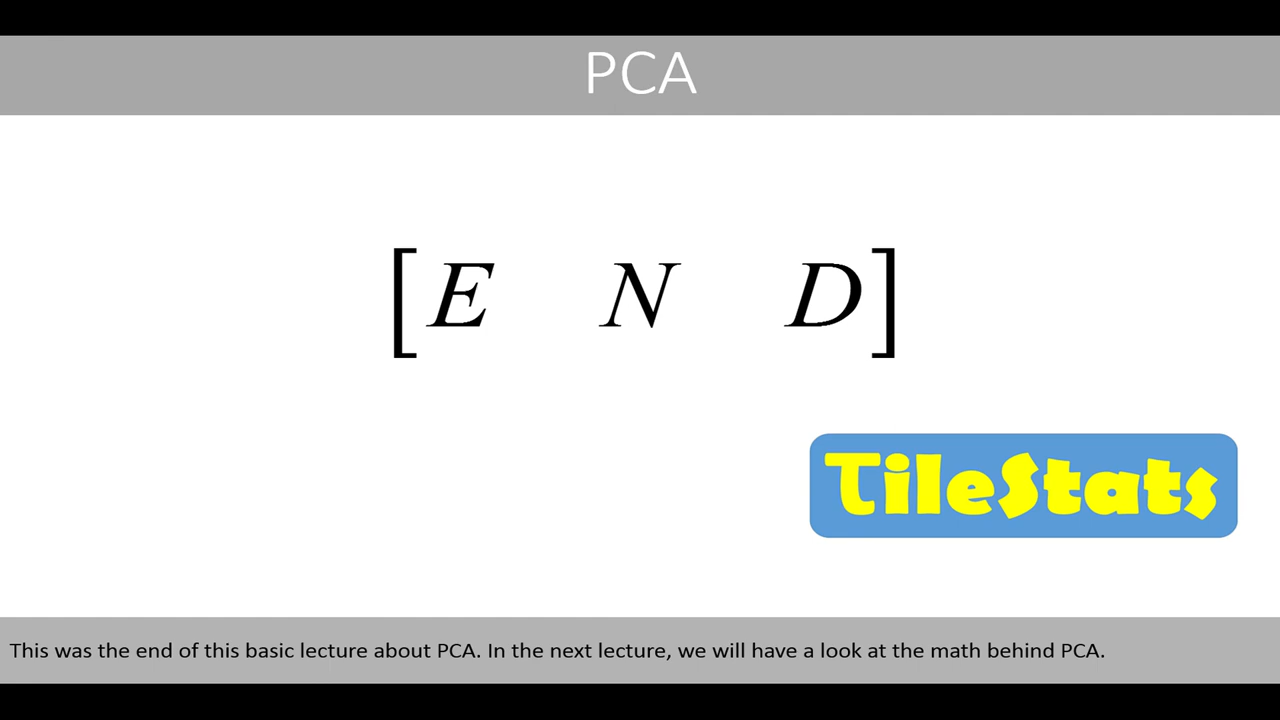 PCA
[E N D]
TileStats
This was the end of this basic lecture about PCA. In the next lecture, we will have a look at the math behind PCA.